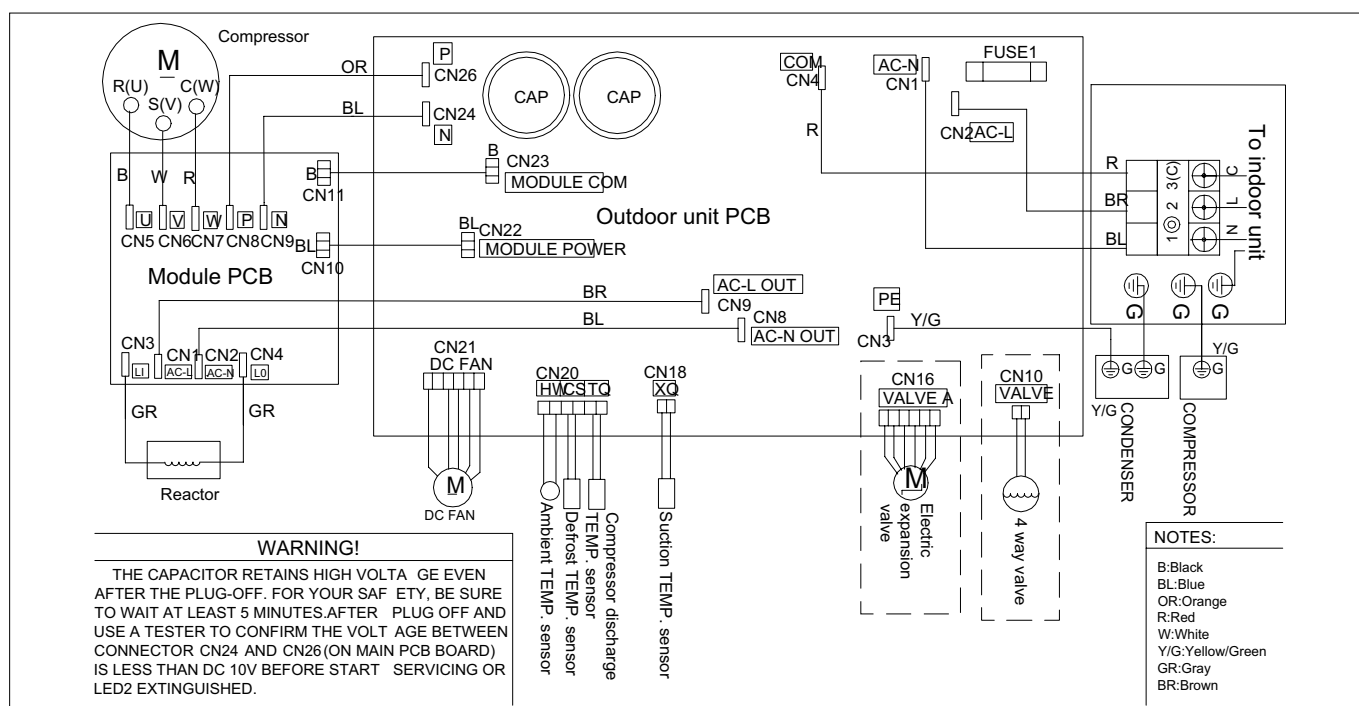 Compressor
M
R(U)
S(V)
C(W)
B
W
R
OR
BL
P
CN26
CN24
N
CAP
CAP
COM
CN4
AC-N
CN1
FUSE1
CN2 AC-L
R
To indoor unit
R
BR
BL
1 2 3(C)
N L C
G G G
U V W P N
CN5 CN6 CN7 CN8 CN9
Module PCB
B
CN11
BL
CN10
B
CN23
MODULE COM
BL
CN22
MODULE POWER
Outdoor unit PCB
BR
AC-L OUT
CN9
BL
CN8
AC-N OUT
PE
CN3
Y/G
CN3 CN1 CN2 CN4
LI AC-L AC-N L0
GR
GR
Reactor
CN21
DC FAN
M
DC FAN
CN20
HW CS TQ
Ambient TEMP. sensor
Defrost TEMP. sensor
Compressor discharge
TEMP. sensor
CN18
XQ
Suction TEMP. sensor
CN16
VALVE A
M
Electric
expansion
valve
CN10
VALVE
4 way valve
G G
Y/G
CONDENSER
Y/G
G
COMPRESSOR
WARNING!
THE CAPACITOR RETAINS HIGH VOLTA GE EVEN
AFTER THE PLUG-OFF. FOR YOUR SAF ETY, BE SURE
TO WAIT AT LEAST 5 MINUTES.AFTER PLUG OFF AND
USE A TESTER TO CONFIRM THE VOLT AGE BETWEEN
CONNECTOR CN24 AND CN26(ON MAIN PCB BOARD)
IS LESS THAN DC 10V BEFORE START SERVICING OR
LED2 EXTINGUISHED.
NOTES:
B:Black
BL:Blue
OR:Orange
R:Red
W:White
Y/G:Yellow/Green
GR:Gray
BR:Brown